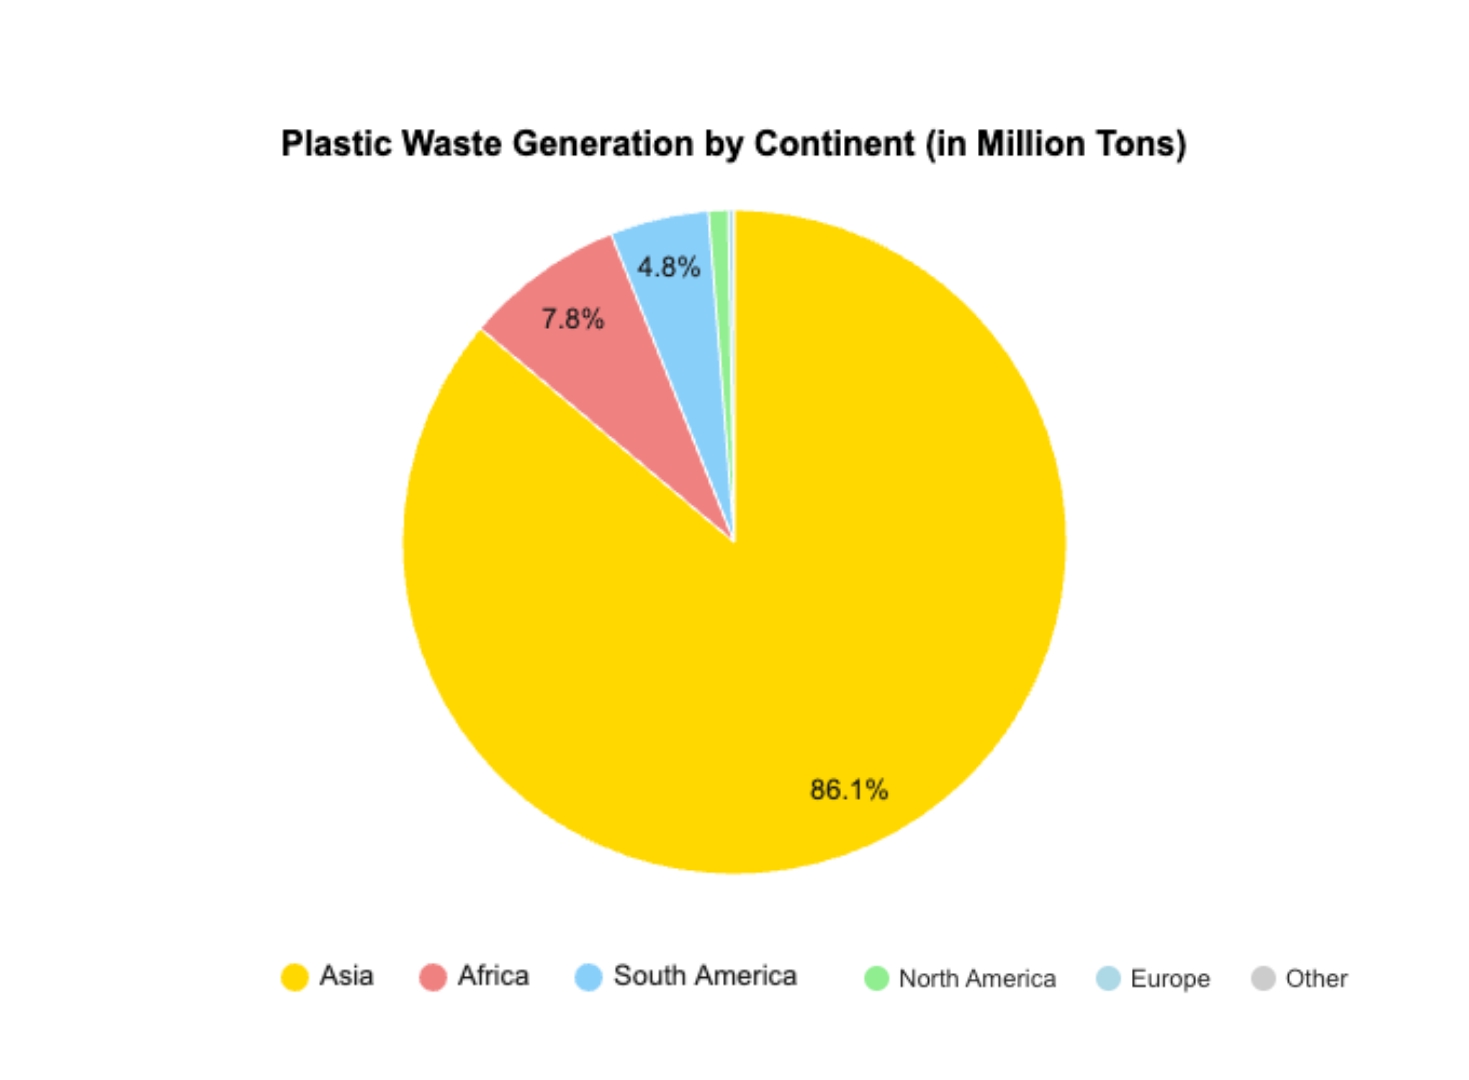 Plastic Waste Generation by Continent (in Million Tons)
4.8%
7.8%
86.1%
Asia Africa South America North America Europe Other